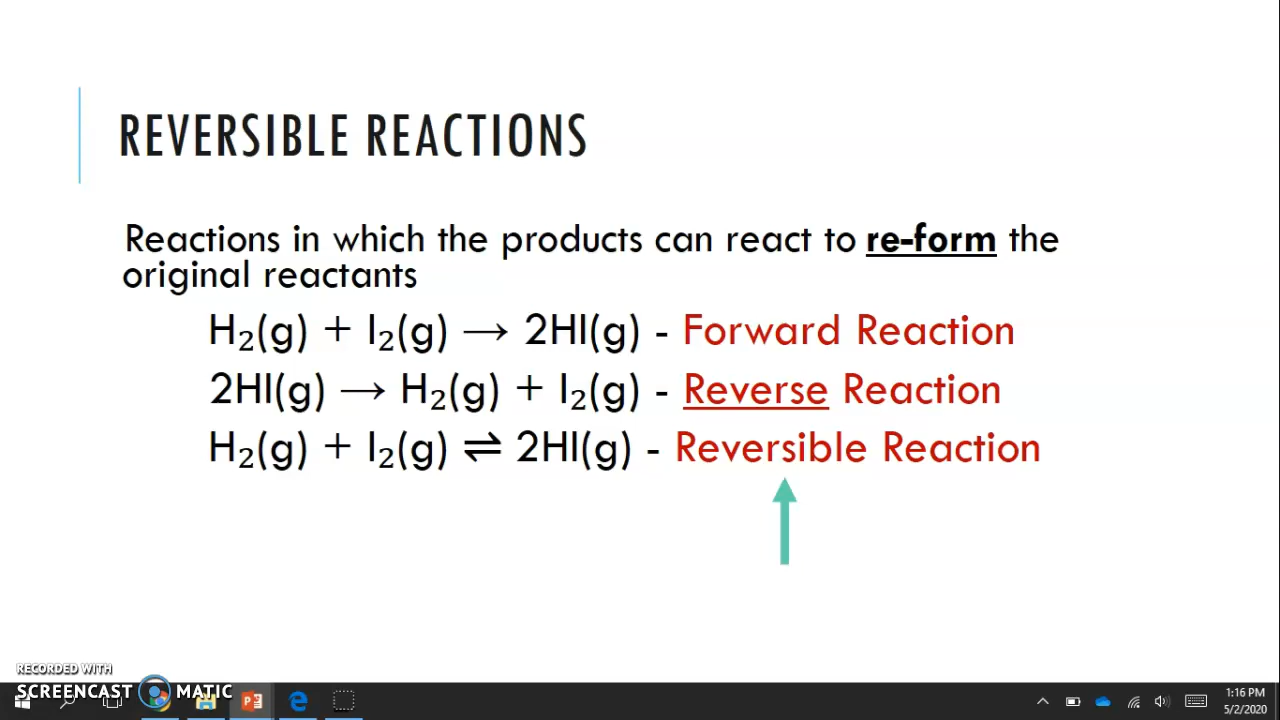 REVERSIBLE REACTIONS
Reactions in which the products can react to re-form the
original reactants
H₂(g) + I₂(g) → 2HI(g) - Forward Reaction
2HI(g) → H₂(g) + I₂(g) - Reverse Reaction
H₂(g) + I₂(g) ⇌ 2HI(g) - Reversible Reaction
RECORDED WITH
SCREENCAST MATIC
1:16 PM
5/2/2020